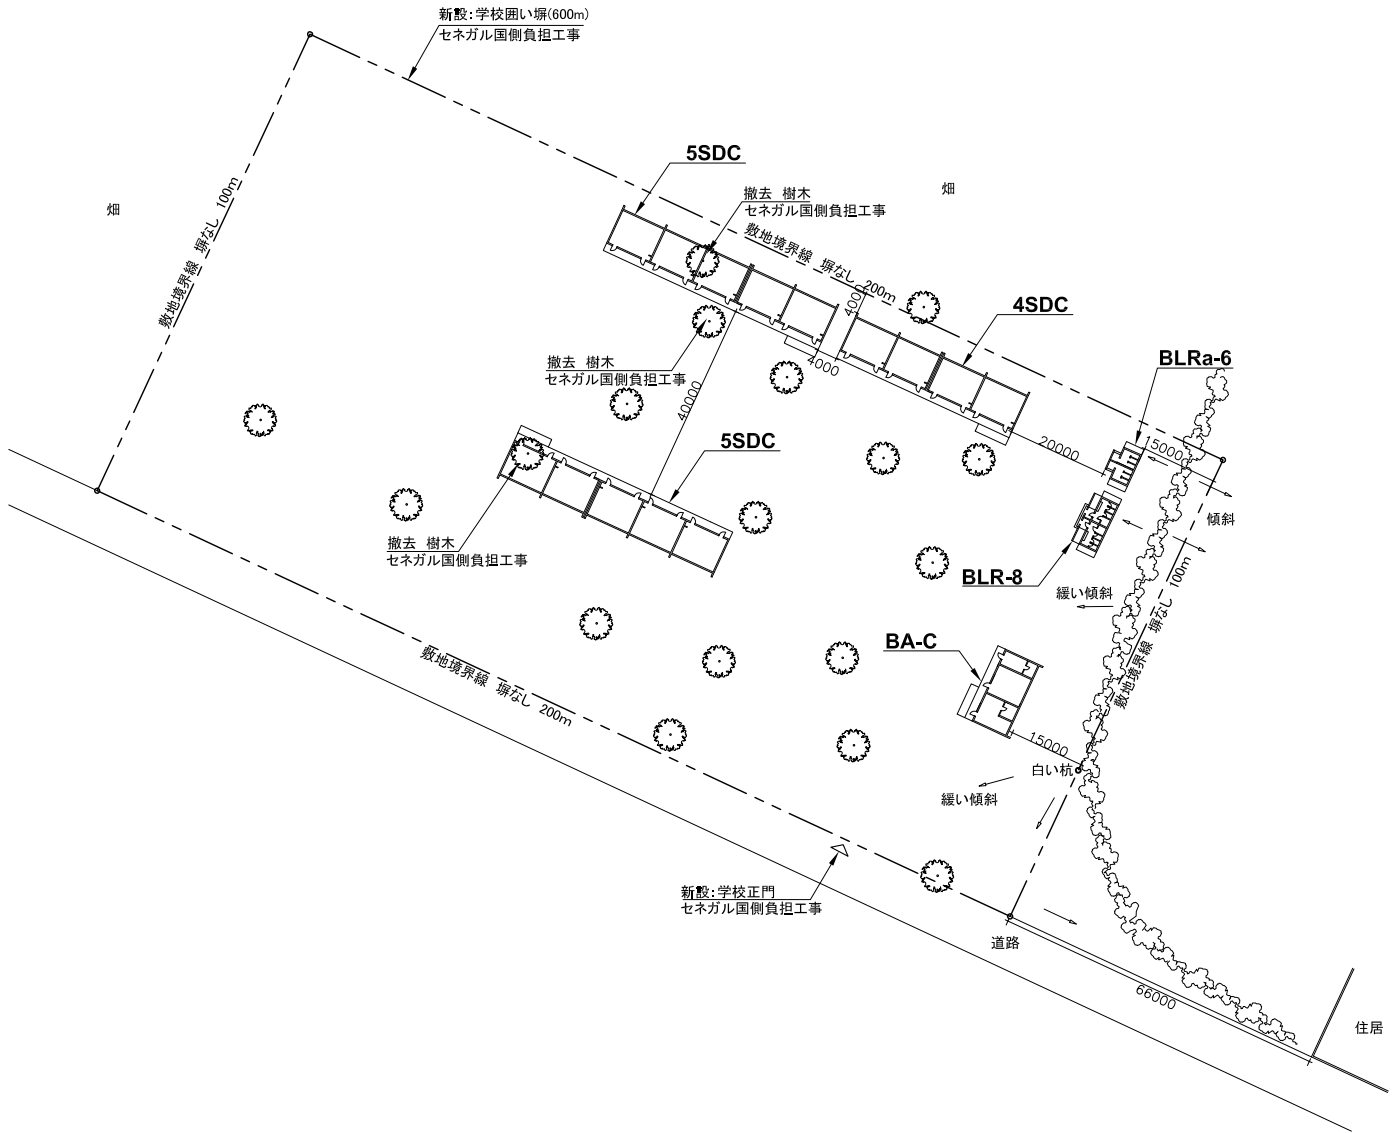 新設：学校囲い塀(600m)
セネガル国側負担工事
5SDC
撤去 樹木
セネガル国側負担工事
畑
畑
敷地境界線 塀なし 100m
敷地境界線 塀なし 200m
4000
4SDC
BLRa-6
撤去 樹木
セネガル国側負担工事
4000
40000
5SDC
20000
15000
傾斜
撤去 樹木
セネガル国側負担工事
BLR-8
緩い傾斜
敷地境界線 塀なし 100m
BA-C
敷地境界線 塀なし 200m
15000
白い杭
緩い傾斜
新設：学校正門
セネガル国側負担工事
道路
66000
住居